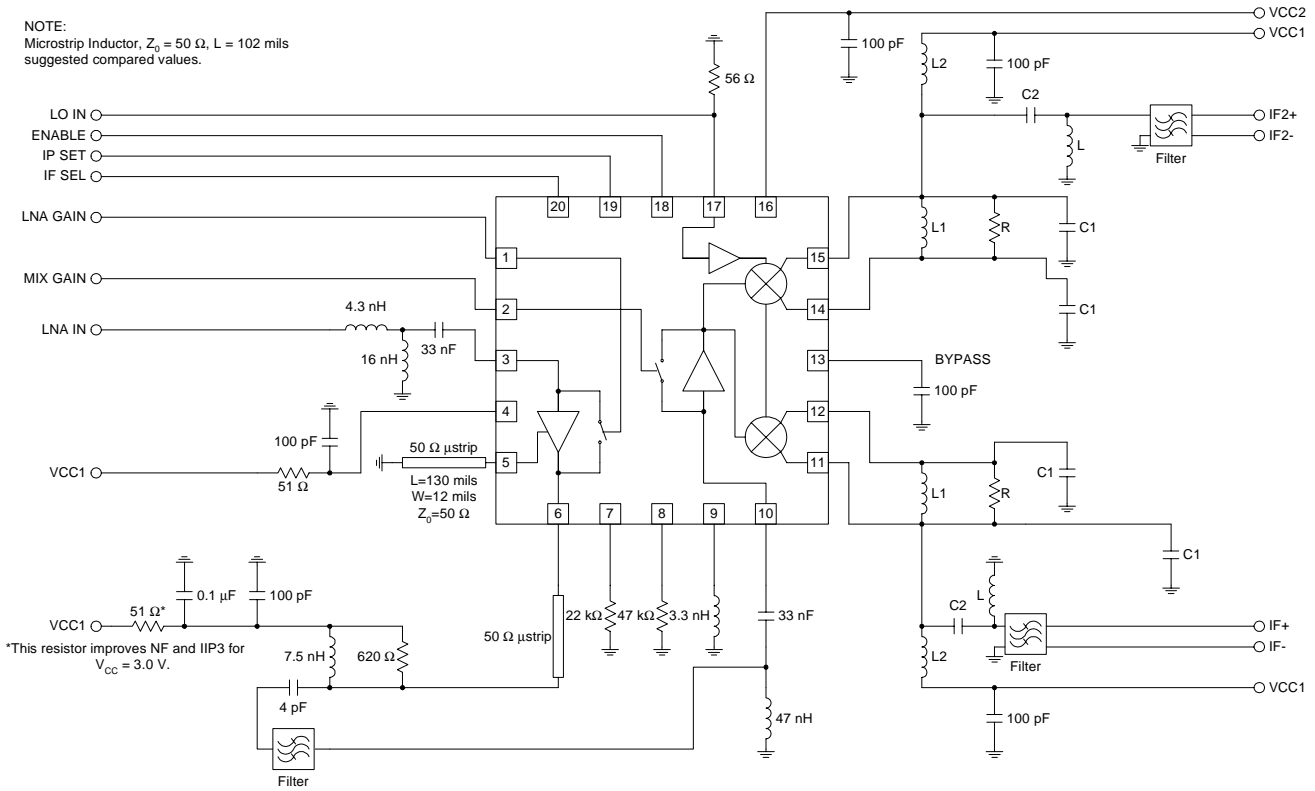 NOTE:
Microstrip Inductor, Z0 = 50 Ω, L = 102 mils
suggested compared values.
VCC2
VCC1
100 pF
L2
100 pF
56 Ω
C2
L
Filter
IF2+
IF2-
LO IN
ENABLE
IP SET
IF SEL
LNA GAIN
MIX GAIN
LNA IN
20
19
18
17
16
1
2
3
4
5
15
14
13
12
11
6
7
8
9
10
L1
R
C1
C1
4.3 nH
16 nH
33 nF
BYPASS
100 pF
100 pF
VCC1
51 Ω
50 Ω μstrip
L=130 mils
W=12 mils
Z0=50 Ω
L1
R
C1
C1
0.1 μF
100 pF
VCC1
51 Ω*
*This resistor improves NF and IIP3 for
VCC = 3.0 V.
7.5 nH
620 Ω
4 pF
Filter
50 Ω μstrip
22 kΩ
47 kΩ
3.3 nH
33 nF
47 nH
L
C2
Filter
IF+
IF-
L2
VCC1
100 pF